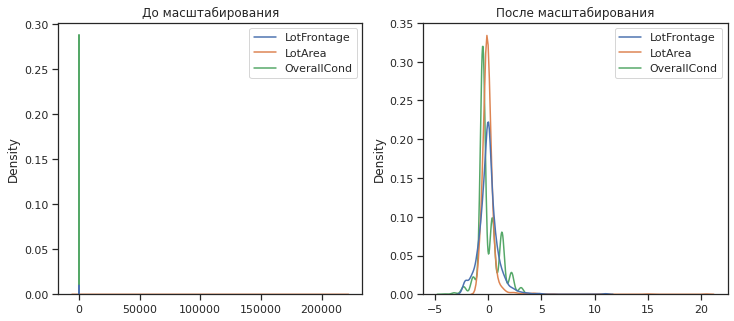 До масштабирования
После масштабирования
LotFrontage
LotArea
OverallCond
LotFrontage
LotArea
OverallCond
Density
Density
0.30
0.25
0.20
0.15
0.10
0.05
0.00
0.35
0.30
0.25
0.20
0.15
0.10
0.05
0.00
0
50000
100000
150000
200000
−5
0
5
10
15
20